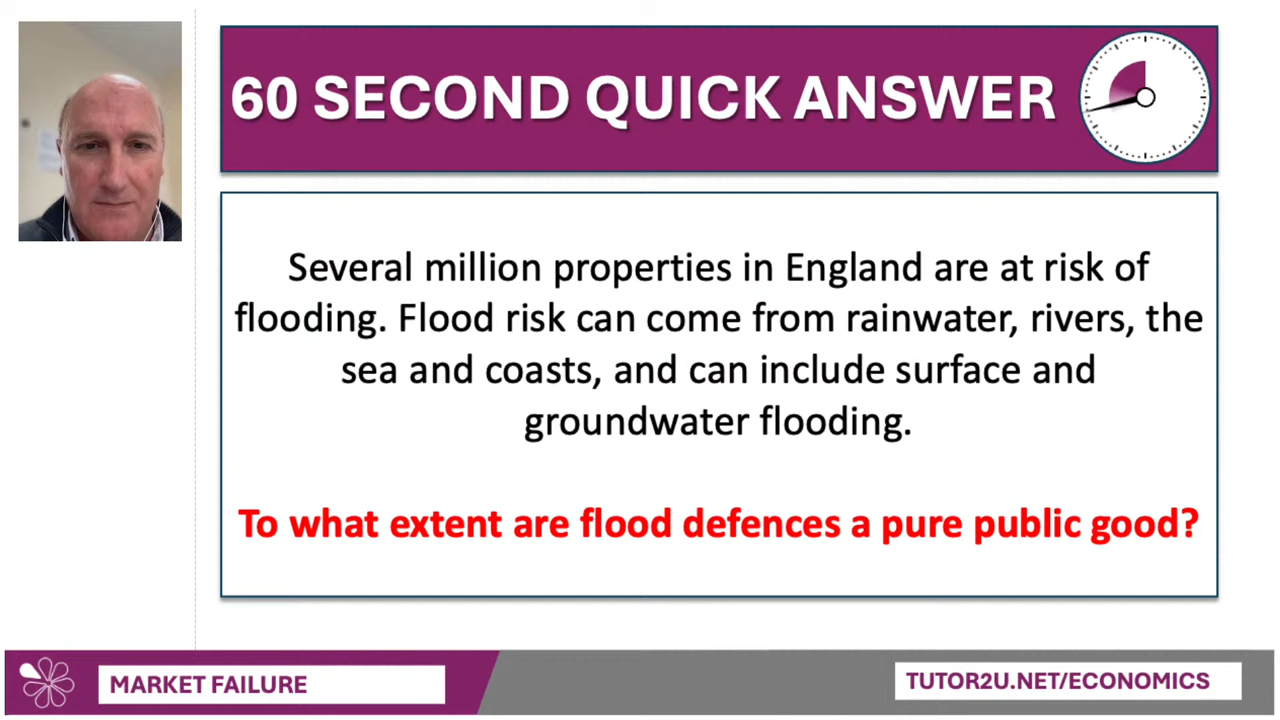 60 SECOND QUICK ANSWER
Several million properties in England are at risk of
flooding. Flood risk can come from rainwater, rivers, the
sea and coasts, and can include surface and
groundwater flooding.
To what extent are flood defences a pure public good?
MARKET FAILURE
TUTOR2U.NET/ECONOMICS